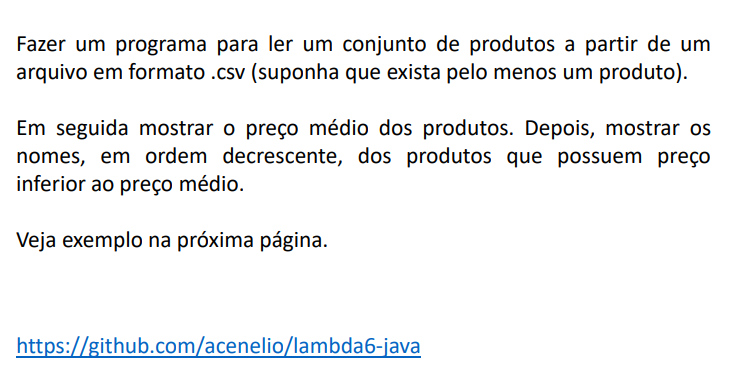 Fazer um programa para ler um conjunto de produtos a partir de um
arquivo em formato .csv (suponha que exista pelo menos um produto).
Em seguida mostrar o preço médio dos produtos. Depois, mostrar os
nomes, em ordem decrescente, dos produtos que possuem preço
inferior ao preço médio.
Veja exemplo na próxima página.
https://github.com/acenelio/lambda6-java